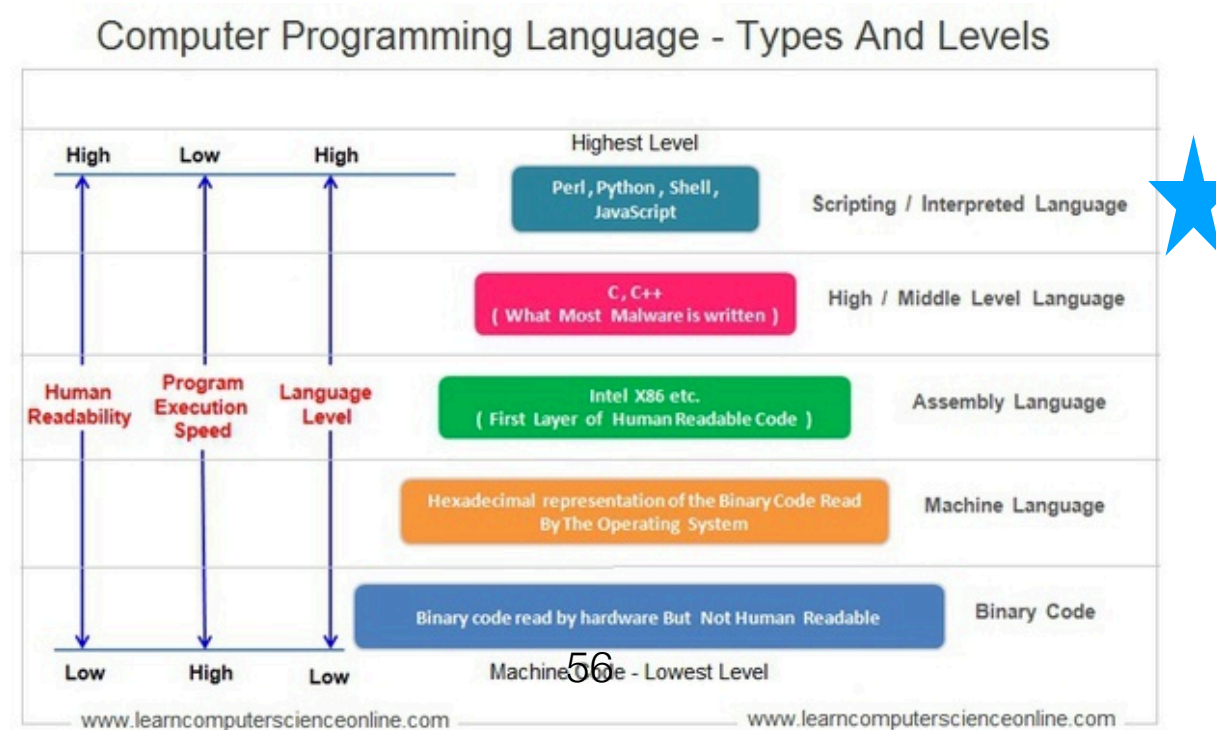 Computer Programming Language - Types And Levels
High
Low
High
Highest Level
Perl,Python , Shell,
JavaScript
Scripting / Interpreted Language
C , C++
( What Most Malware is written )
High / Middle Level Language
Human
Readability
Program
Execution
Speed
Language
Level
Intel X86 etc.
( First Layer of Human Readable Code )
Assembly Language
Hexadecimal representation of the Binary Code Read
By The Operating System
Machine Language
Binary code read by hardware But Not Human Readable
Binary Code
Low
High
Low
Machine Code - Lowest Level
56
www.learncomputerscienceonline.com
www.learncomputerscienceonline.com